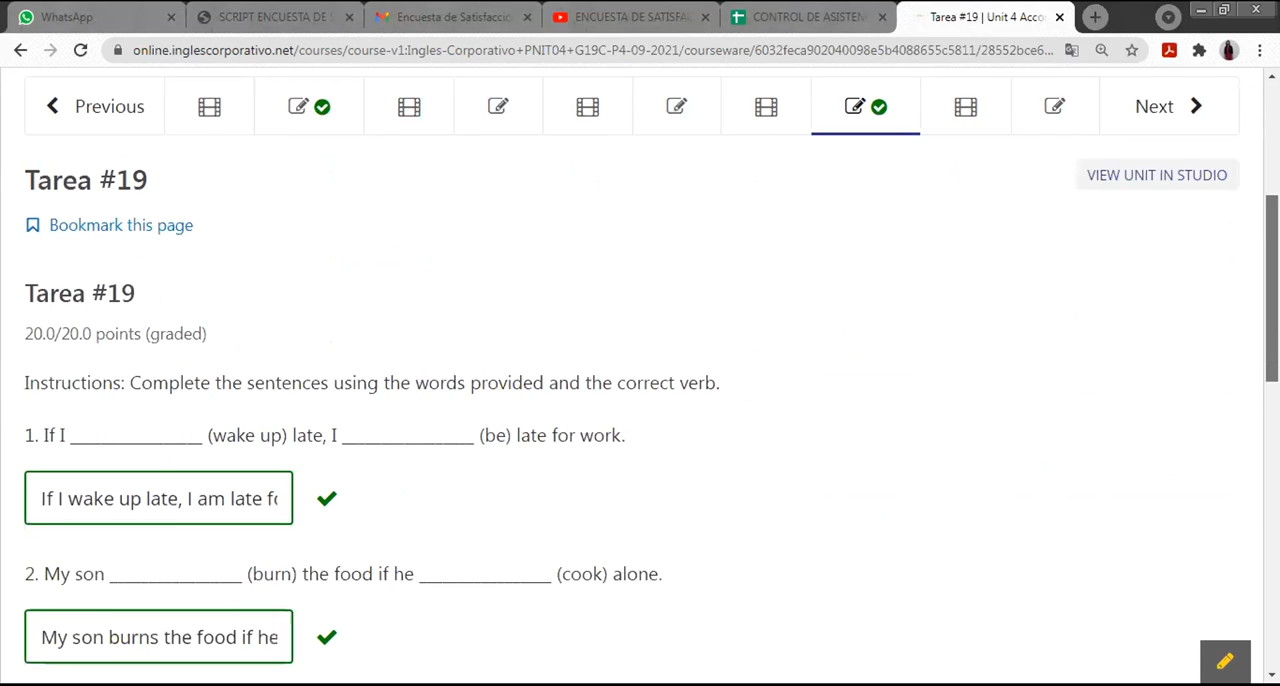 WhatsApp
SCRIPT ENCUESTA DE S
Encuesta de Satisfacci
ENCUESTA DE SATISFA
CONTROL DE ASISTEN
Tarea #19 | Unit 4 Acco
online.inglescorporativo.net/courses/course-v1:Ingles-Corporativo+PNIT04+G19C-P4-09-2021/courseware/6032feca902040098e5b4088655c5811/28552bce6...
Previous
Next
Tarea #19
VIEW UNIT IN STUDIO
Bookmark this page
Tarea #19
20.0/20.0 points (graded)
Instructions: Complete the sentences using the words provided and the correct verb.
1. If I _______________ (wake up) late, I _______________ (be) late for work.
If I wake up late, I am late fo
2. My son _______________ (burn) the food if he _______________ (cook) alone.
My son burns the food if he